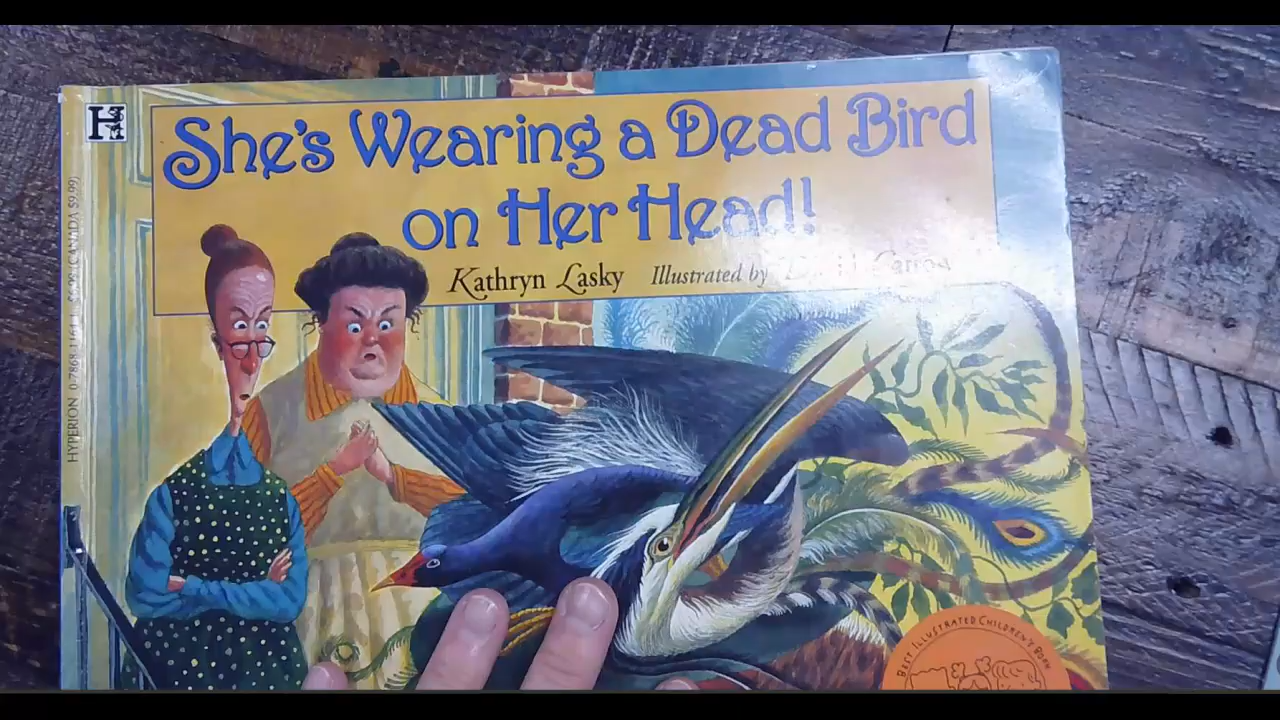 She's Wearing a Dead Bird
on Her Head!
Kathryn Lasky Illustrated by
HYPERION 0-7868-1164-1 $6.99 (CANADA $9.99)
BEST ILLUSTRATED CHILDREN'S BOOK
H